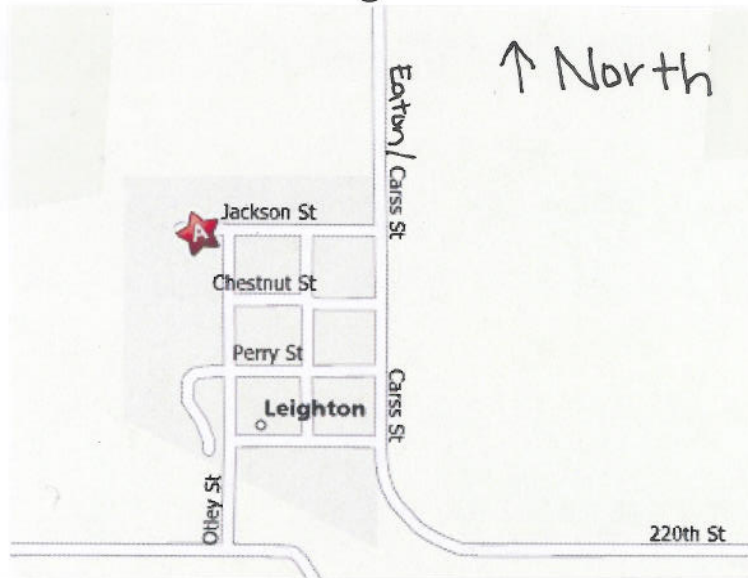 ↑ North
Eaton/
Carss St
Jackson St
A
Chestnut St
Perry St
Carss St
Leighton
Otley St
220th St